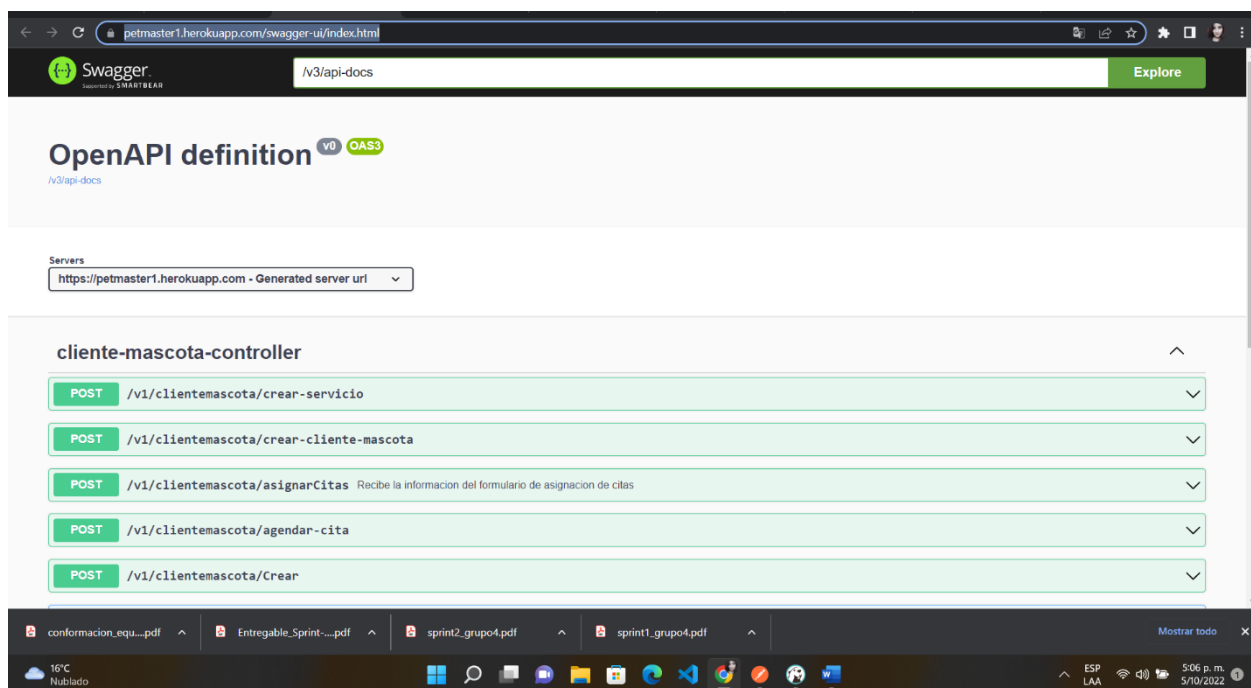 petmaster1.herokuapp.com/swagger-ui/index.html
Swagger.
Supported by SMARTBEAR
/v3/api-docs
Explore
OpenAPI definition v0 OAS3
/v3/api-docs
Servers
https://petmaster1.herokuapp.com - Generated server url
cliente-mascota-controller
POST /v1/clientemascota/crear-servicio
POST /v1/clientemascota/crear-cliente-mascota
POST /v1/clientemascota/asignarCitas Recibe la informacion del formulario de asignacion de citas
POST /v1/clientemascota/agendar-cita
POST /v1/clientemascota/Crear
conformacion_equ....pdf
Entregable_Sprint-....pdf
sprint2_grupo4.pdf
sprint1_grupo4.pdf
Mostrar todo
16°C
Nublado
ESP
LAA
5:06 p. m.
5/10/2022
1